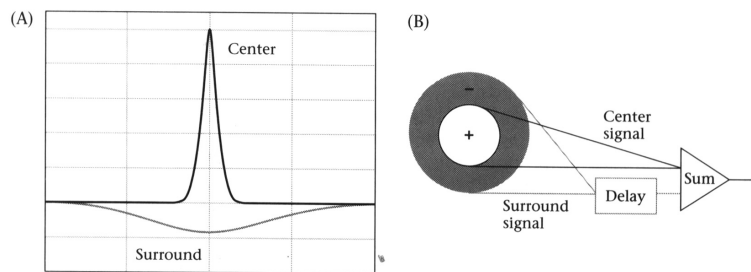 (A)
Center
Surround
(B)
−
+
Center
signal
Sum
Delay
Surround
signal